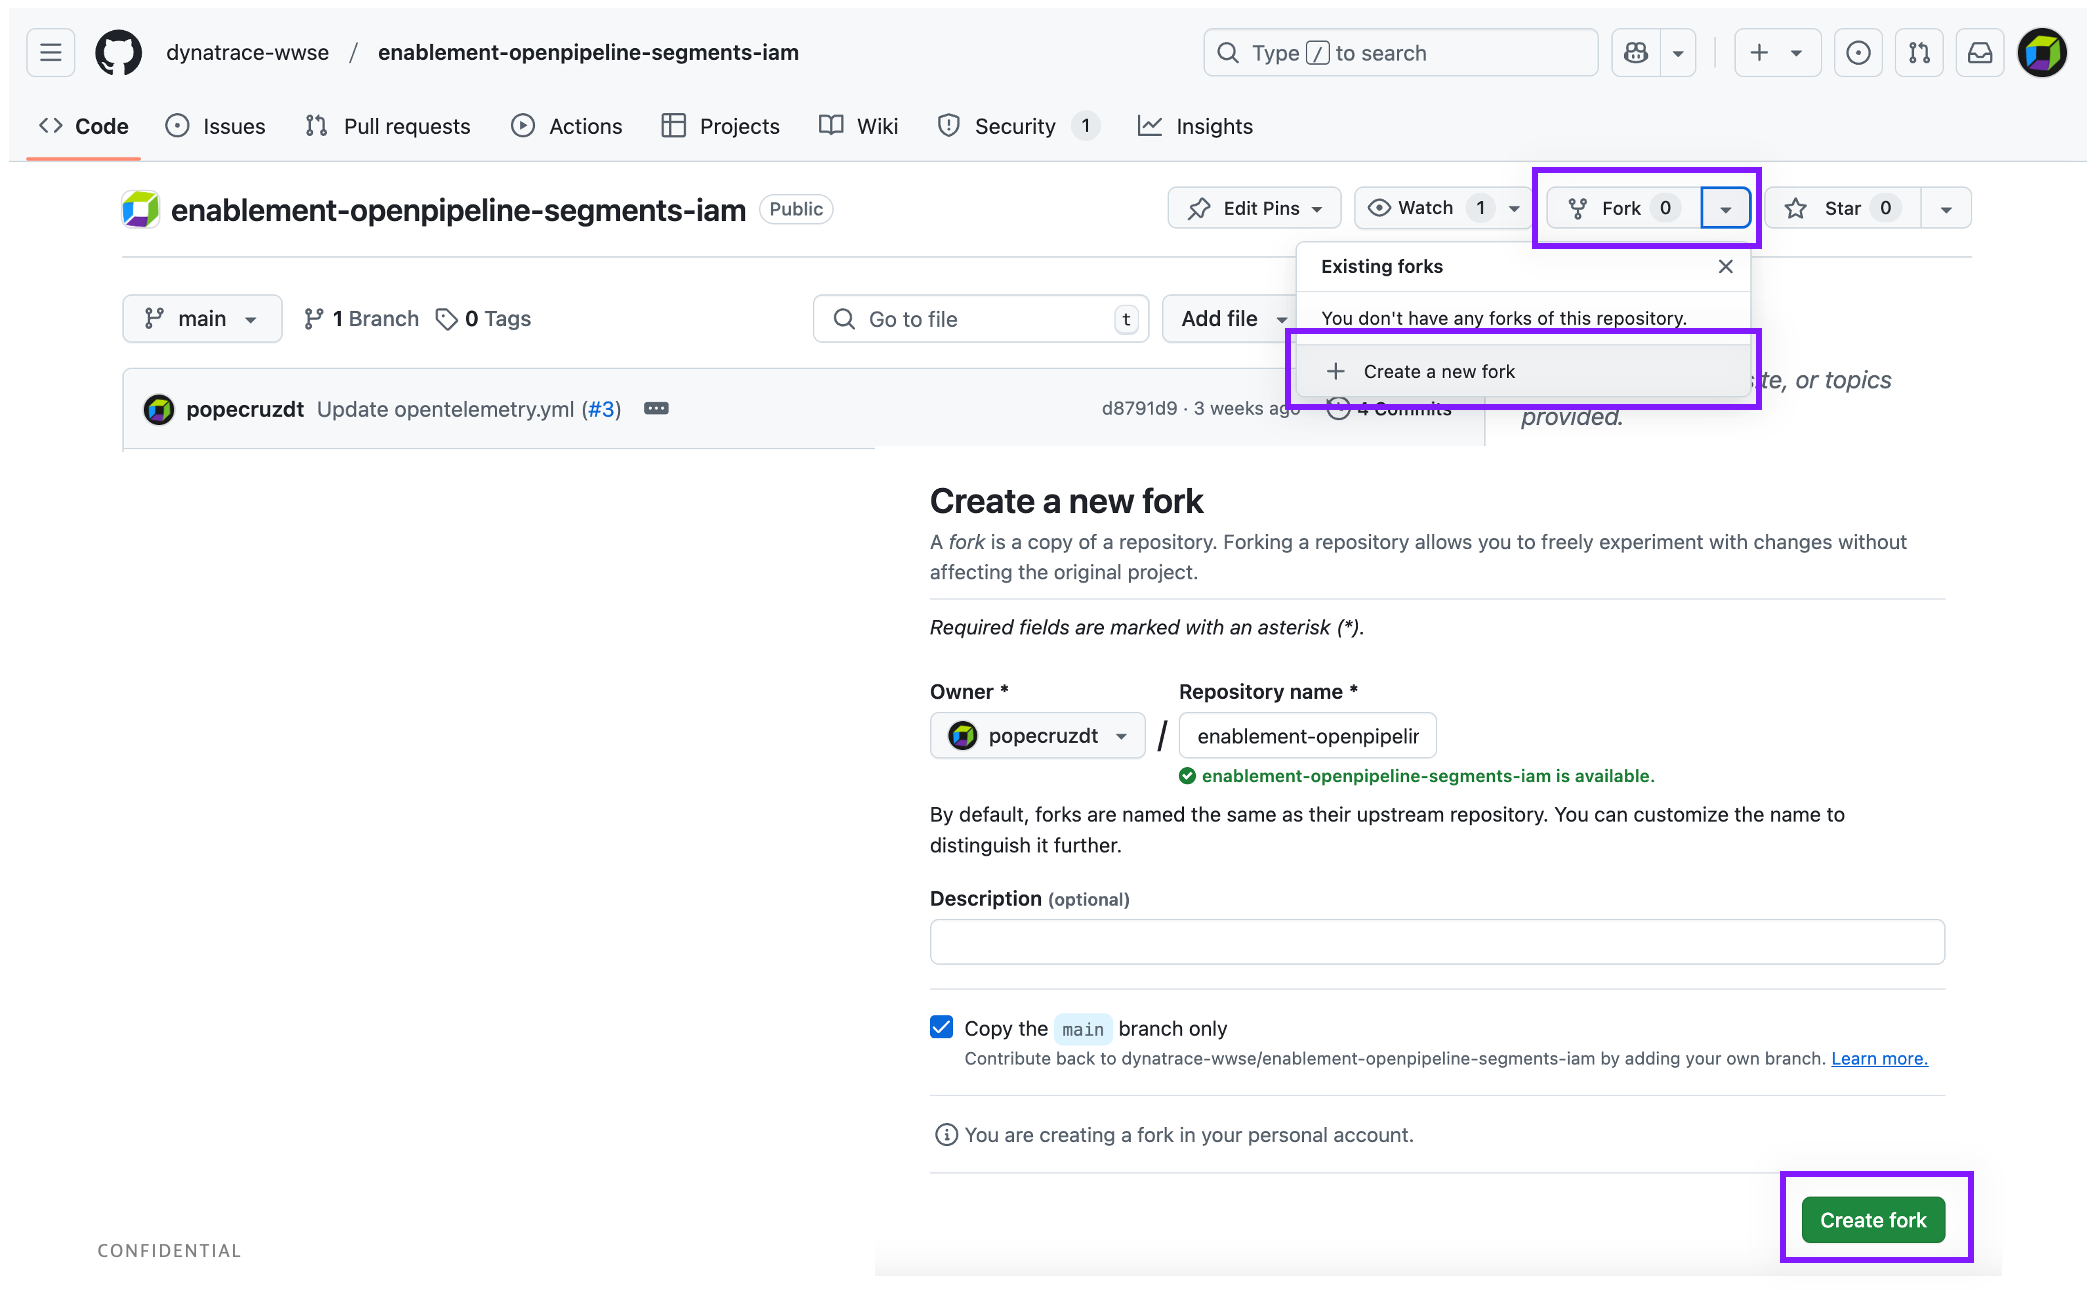 dynatrace-wwse / enablement-openpipeline-segments-iam
Type / to search
Code Issues Pull requests Actions Projects Wiki Security 1 Insights
enablement-openpipeline-segments-iam Public
Edit Pins Watch 1 Fork 0 Star 0
Existing forks
main 1 Branch 0 Tags Go to file t Add file
You don't have any forks of this repository.
Create a new fork
te, or topics
provided.
popecruzdt Update opentelemetry.yml (#3) d8791d9 · 3 weeks ago 4 Commits
Create a new fork
A fork is a copy of a repository. Forking a repository allows you to freely experiment with changes without
affecting the original project.
Required fields are marked with an asterisk (*).
Owner * Repository name *
popecruzdt / enablement-openpipelin
enablement-openpipeline-segments-iam is available.
By default, forks are named the same as their upstream repository. You can customize the name to
distinguish it further.
Description (optional)
Copy the main branch only
Contribute back to dynatrace-wwse/enablement-openpipeline-segments-iam by adding your own branch. Learn more.
You are creating a fork in your personal account.
Create fork
CONFIDENTIAL